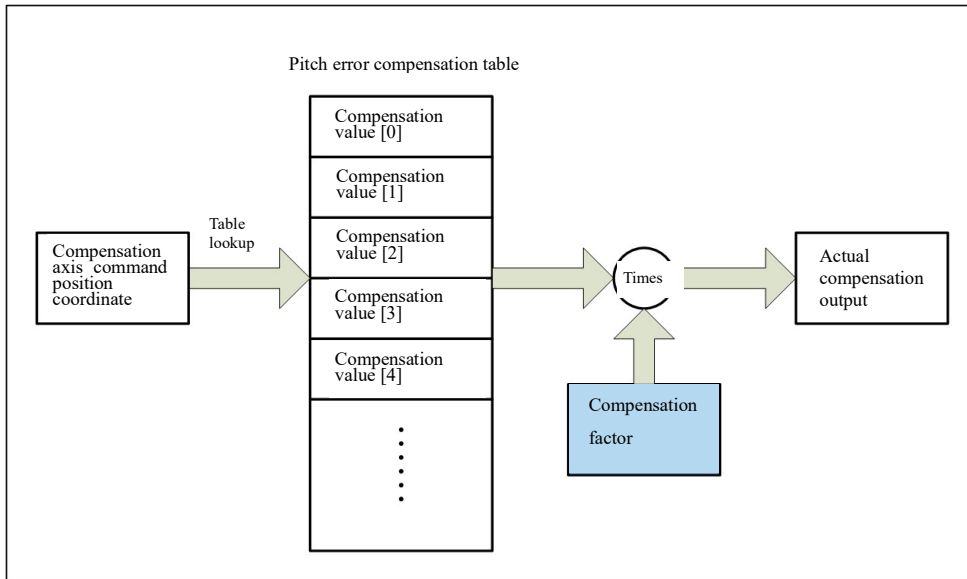 Pitch error compensation table
Compensation
value [0]
Compensation
value [1]
Compensation
value [2]
Compensation
value [3]
Compensation
value [4]
Compensation
axis command
position
coordinate
Table
lookup
Times
Compensation
factor
Actual
compensation
output